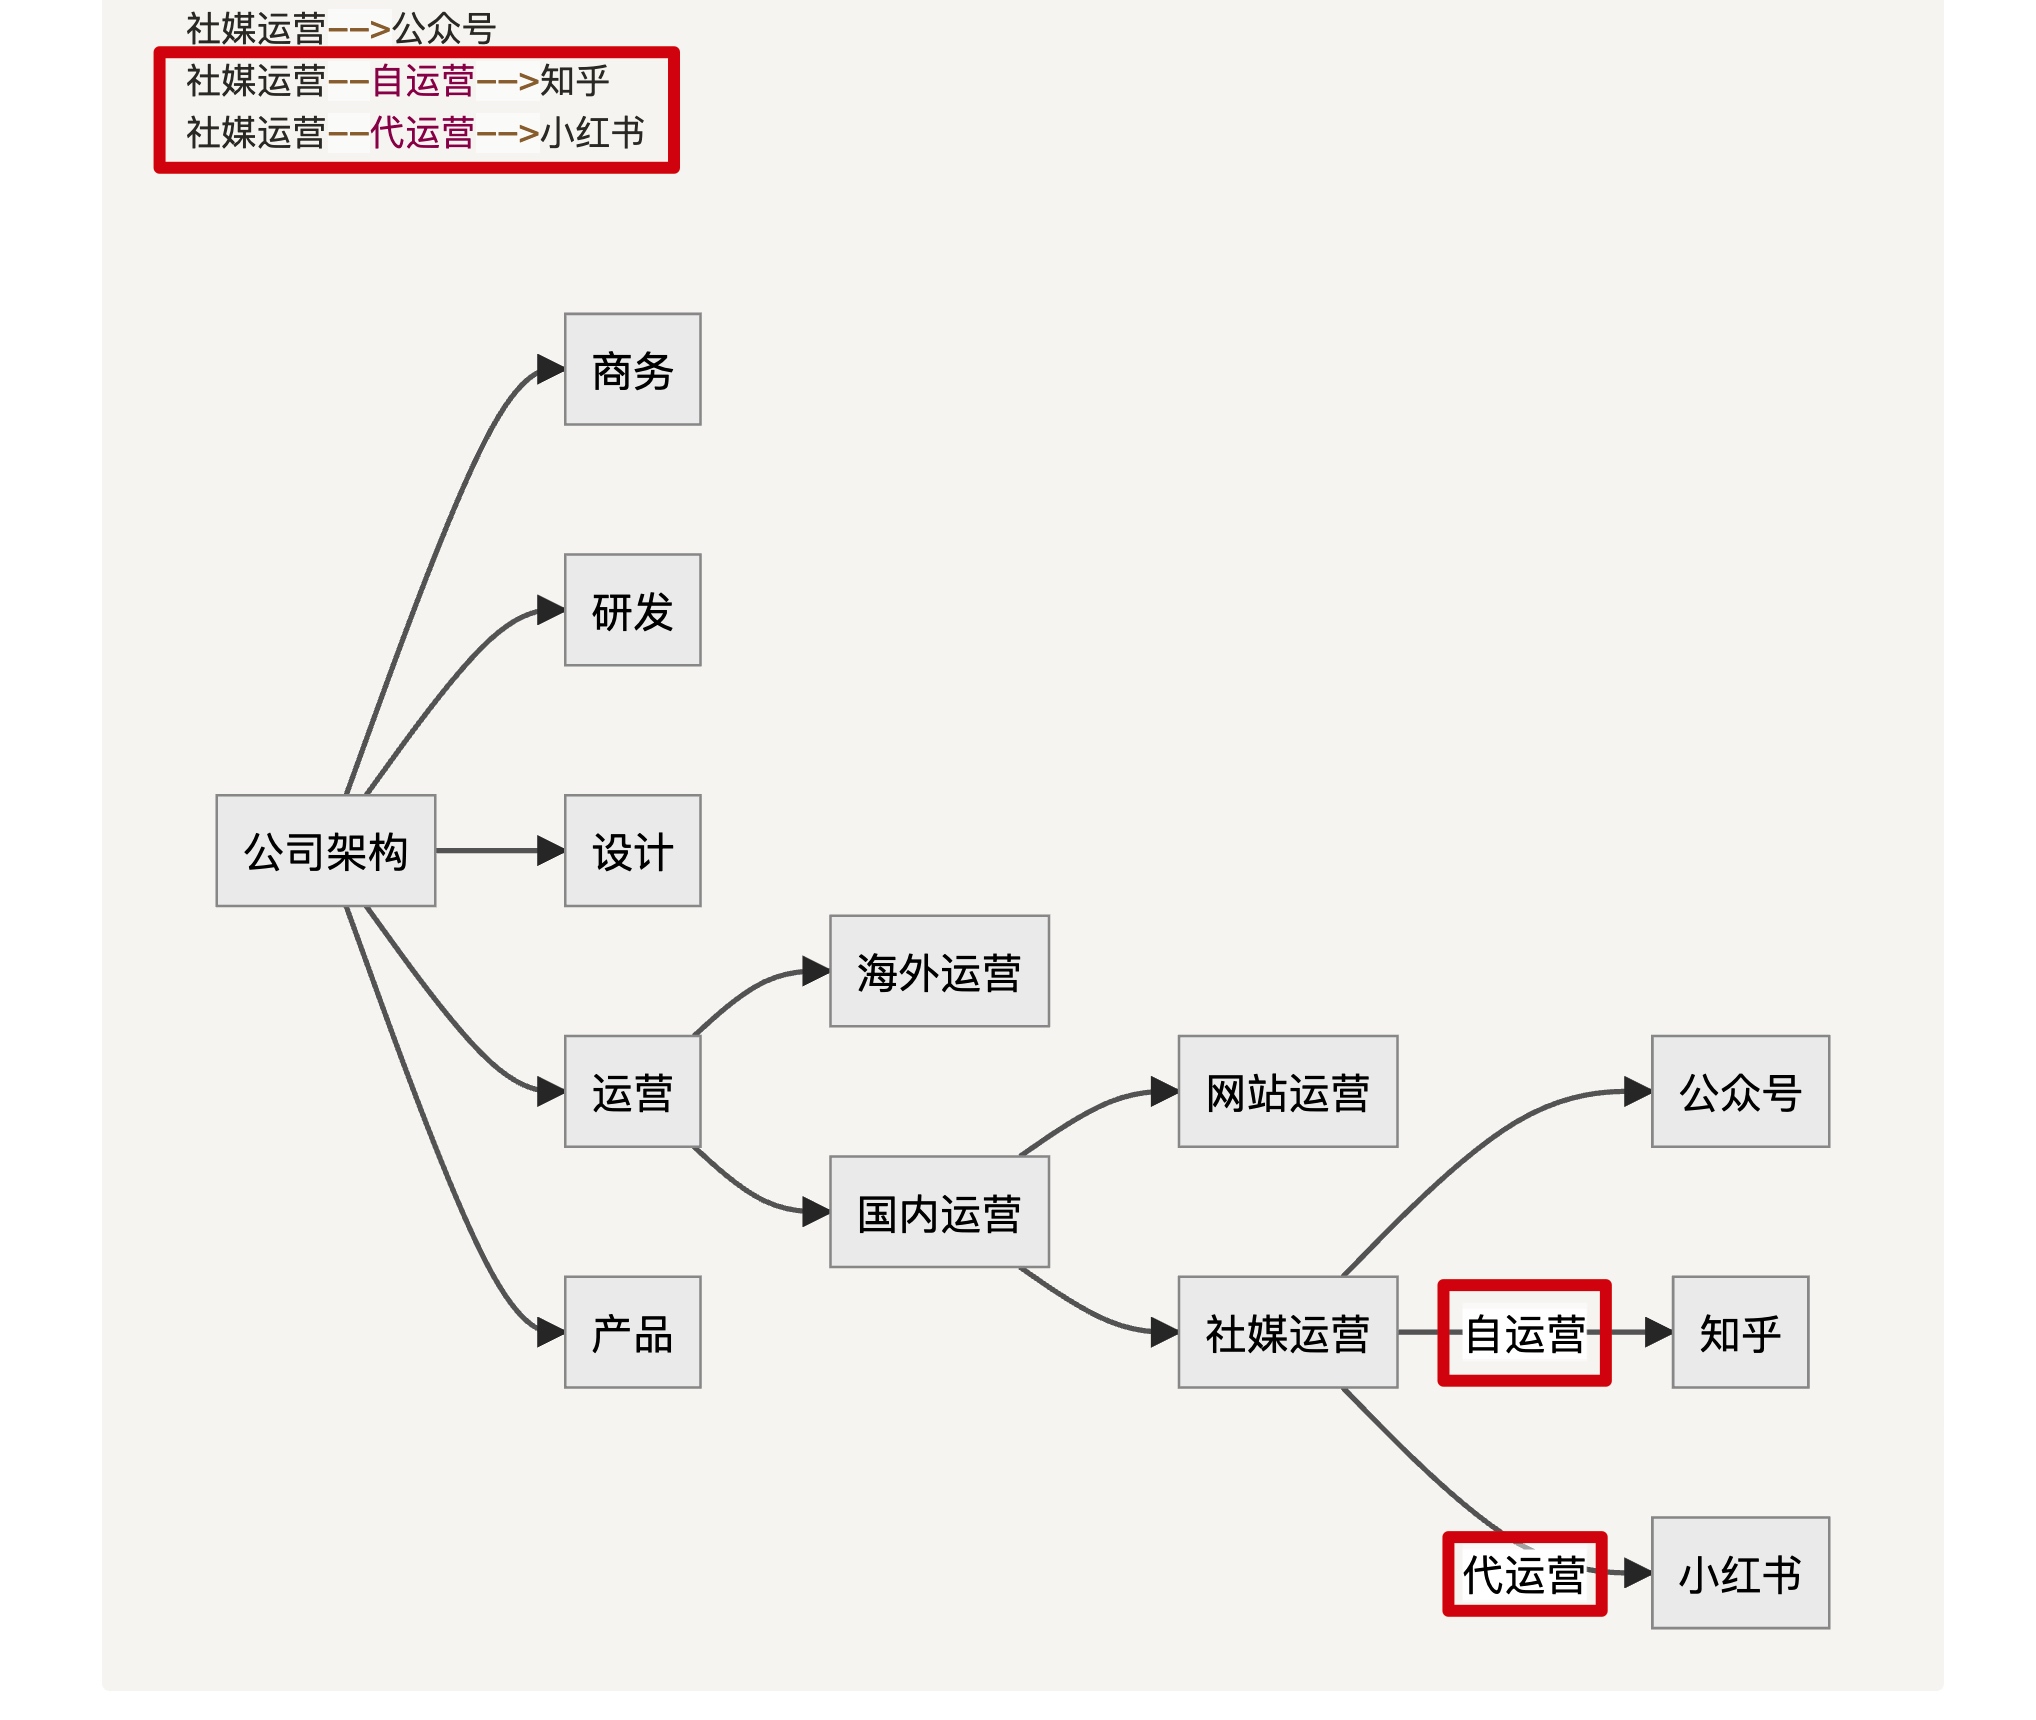 社媒运营-->公众号
社媒运营--自运营-->知乎
社媒运营--代运营-->小红书
商务
研发
公司架构
设计
海外运营
运营
网站运营
公众号
国内运营
产品
社媒运营
自运营
知乎
代运营
小红书